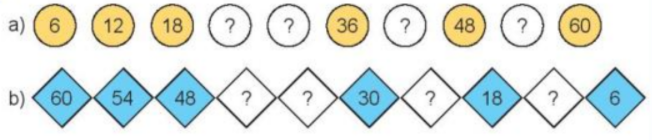 a) 6 12 18 ? ? 36 ? 48 ? 60
b) 60 54 48 ? ? 30 ? 18 ? 6